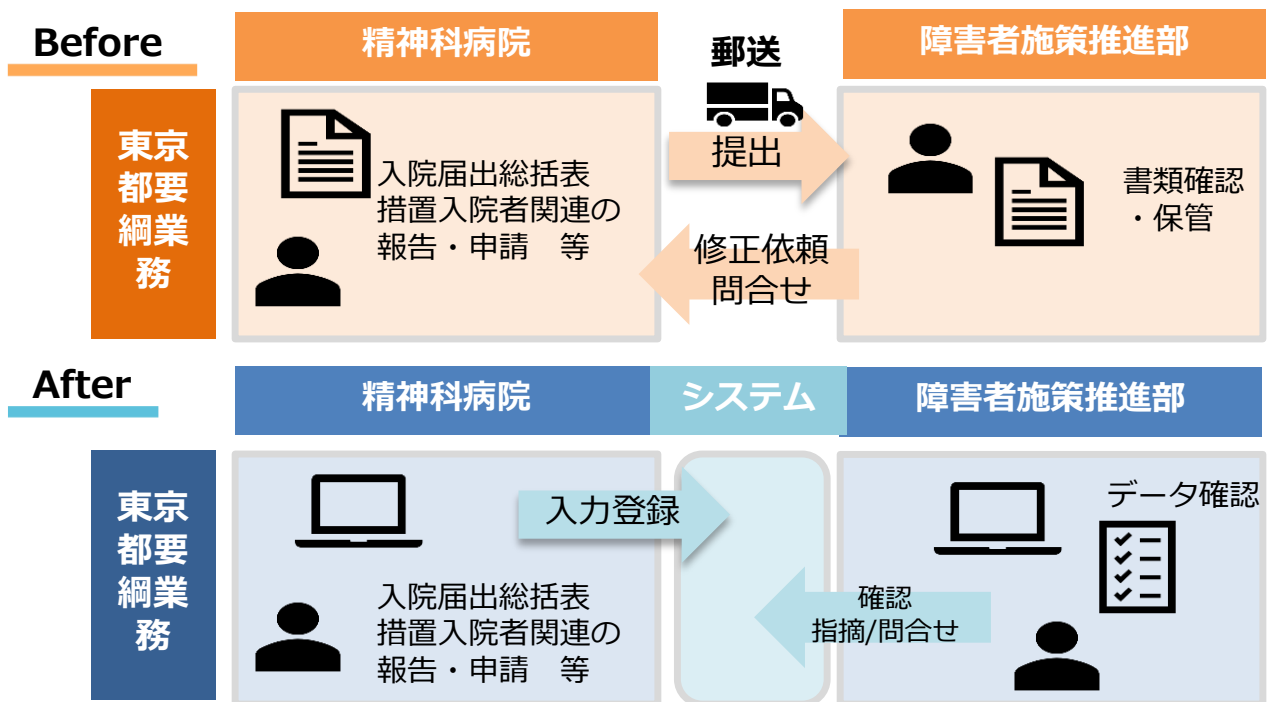 Before
精神科病院
郵送
障害者施策推進部
東京
都要
綱業
務
入院届出総括表
措置入院者関連の
報告・申請　等
提出
修正依頼
問合せ
書類確認
・保管
After
精神科病院
システム
障害者施策推進部
東京
都要
綱業
務
入院届出総括表
措置入院者関連の
報告・申請　等
入力登録
データ確認
確認
指摘/問合せ